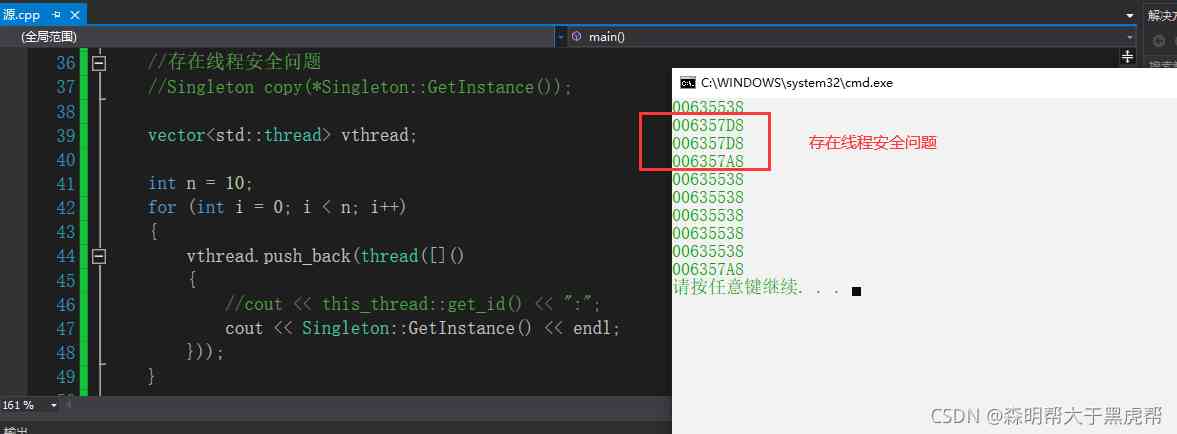 源.cpp
解决方
(全局范围)
main()
36 //存在线程安全问题
37 //Singleton copy(*Singleton::GetInstance());
38
39 vector<std::thread> vthread;
40
41 int n = 10;
42 for (int i = 0; i < n; i++)
43 {
44 vthread.push_back(thread([]()
45 {
46 //cout << this_thread::get_id() << ":";
47 cout << Singleton::GetInstance() << endl;
48 }));
49 }
161 %
输出
C:\WINDOWS\system32\cmd.exe
00635538
006357D8
006357D8
006357A8
00635538
00635538
00635538
00635538
00635538
006357A8
请按任意键继续. . .
存在线程安全问题
CSDN @森明帮大于黑虎帮